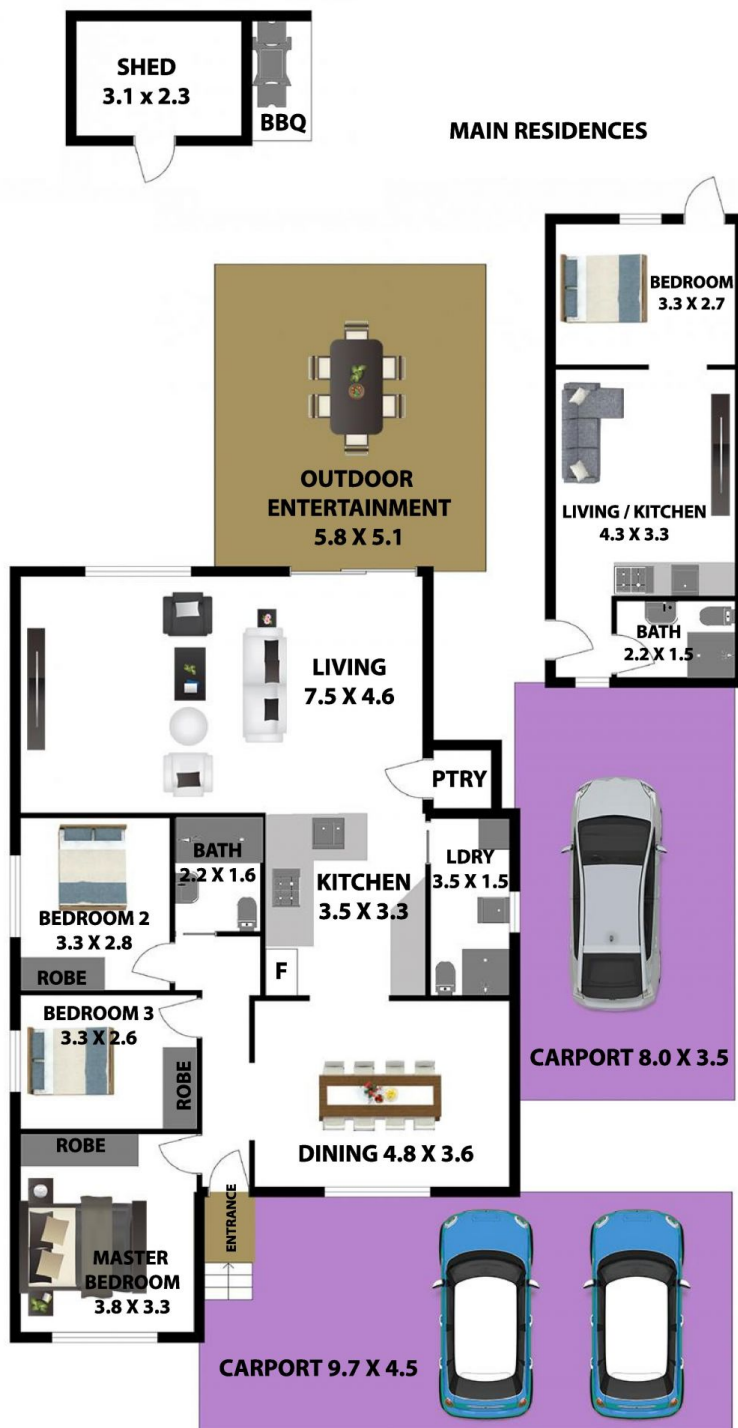 SHED
3.1 x 2.3
BBQ
MAIN RESIDENCES
BEDROOM
3.3 X 2.7
OUTDOOR
ENTERTAINMENT
5.8 X 5.1
LIVING / KITCHEN
4.3 X 3.3
BATH
2.2 X 1.5
LIVING
7.5 X 4.6
PTRY
BATH
2.2 X 1.6
KITCHEN
3.5 X 3.3
LDRY
3.5 X 1.5
BEDROOM 2
3.3 X 2.8
ROBE
F
BEDROOM 3
3.3 X 2.6
ROBE
CARPORT 8.0 X 3.5
ROBE
DINING 4.8 X 3.6
ENTRANCE
MASTER
BEDROOM
3.8 X 3.3
CARPORT 9.7 X 4.5